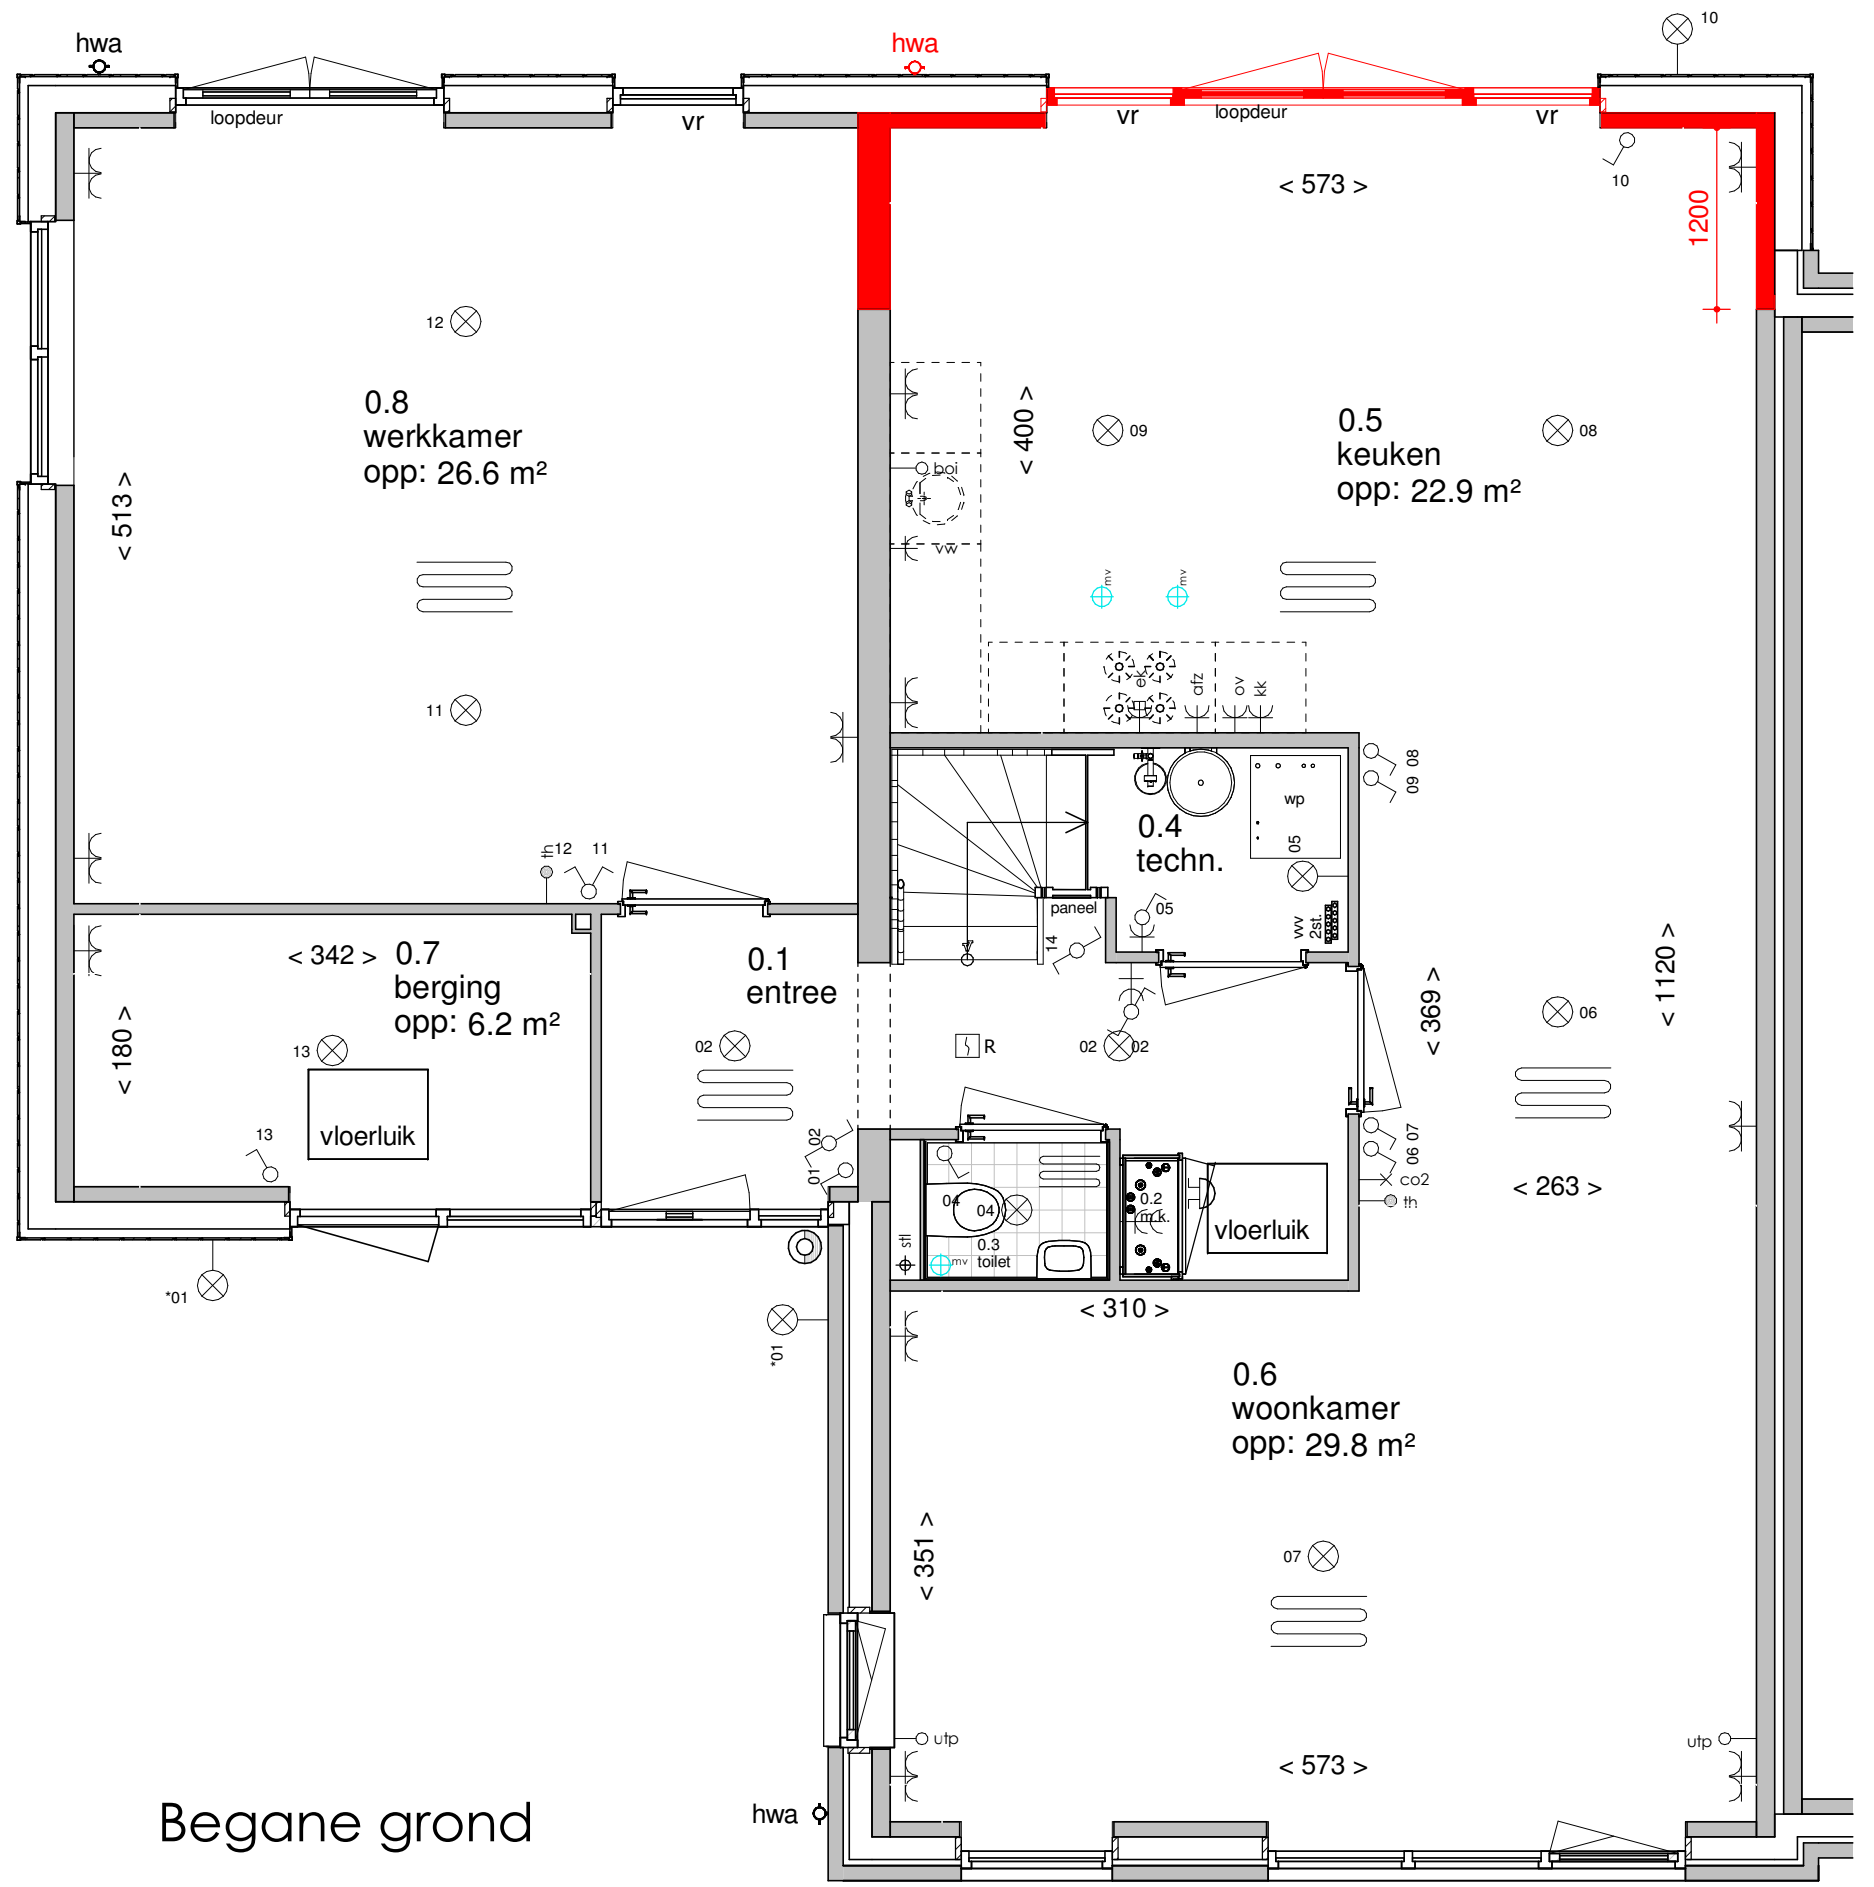 hwa
hwa
10
loopdeur
vr
vr
loopdeur
vr
10
< 573 >
1200
12
0.8
werkkamer
opp: 26.6 m²
< 513 >
< 400 >
09
0.5
keuken
opp: 22.9 m²
08
boi
vw
mv
mv
11
ek
afz
ov
kk
08
09
wp
0.4
techn.
05
th
12
11
paneel
05
14
wv
2st.
< 342 >
0.7
berging
opp: 6.2 m²
0.1
entree
< 180 >
13
02
R
02
02
< 369 >
< 1120 >
06
vloerluik
13
02
01
07
06
co2
th
< 263 >
04
04
0.3
toilet
mv
stl
0.2
m.k.
vloerluik
*01
*01
< 310 >
0.6
woonkamer
opp: 29.8 m²
< 351 >
07
utp
utp
< 573 >
hwa
Begane grond